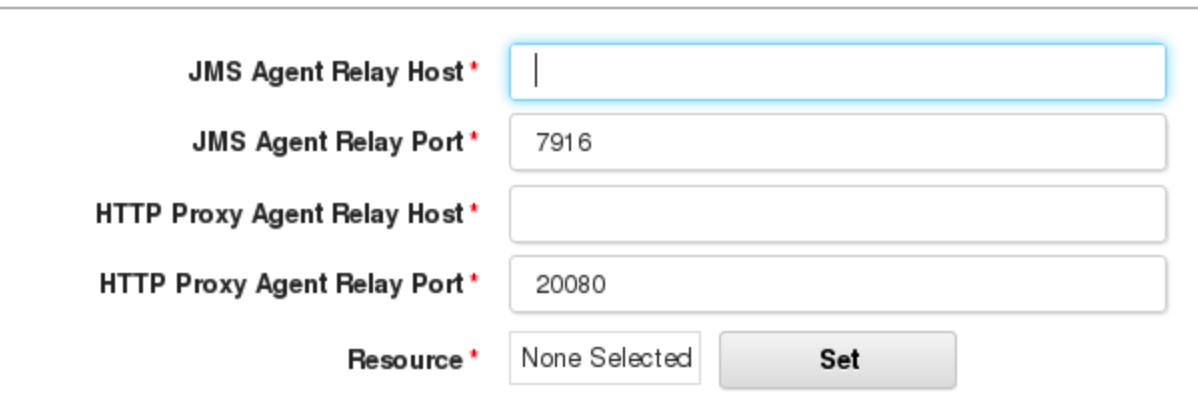 JMS Agent Relay Host *
JMS Agent Relay Port * 7916
HTTP Proxy Agent Relay Host *
HTTP Proxy Agent Relay Port * 20080
Resource * None Selected Set